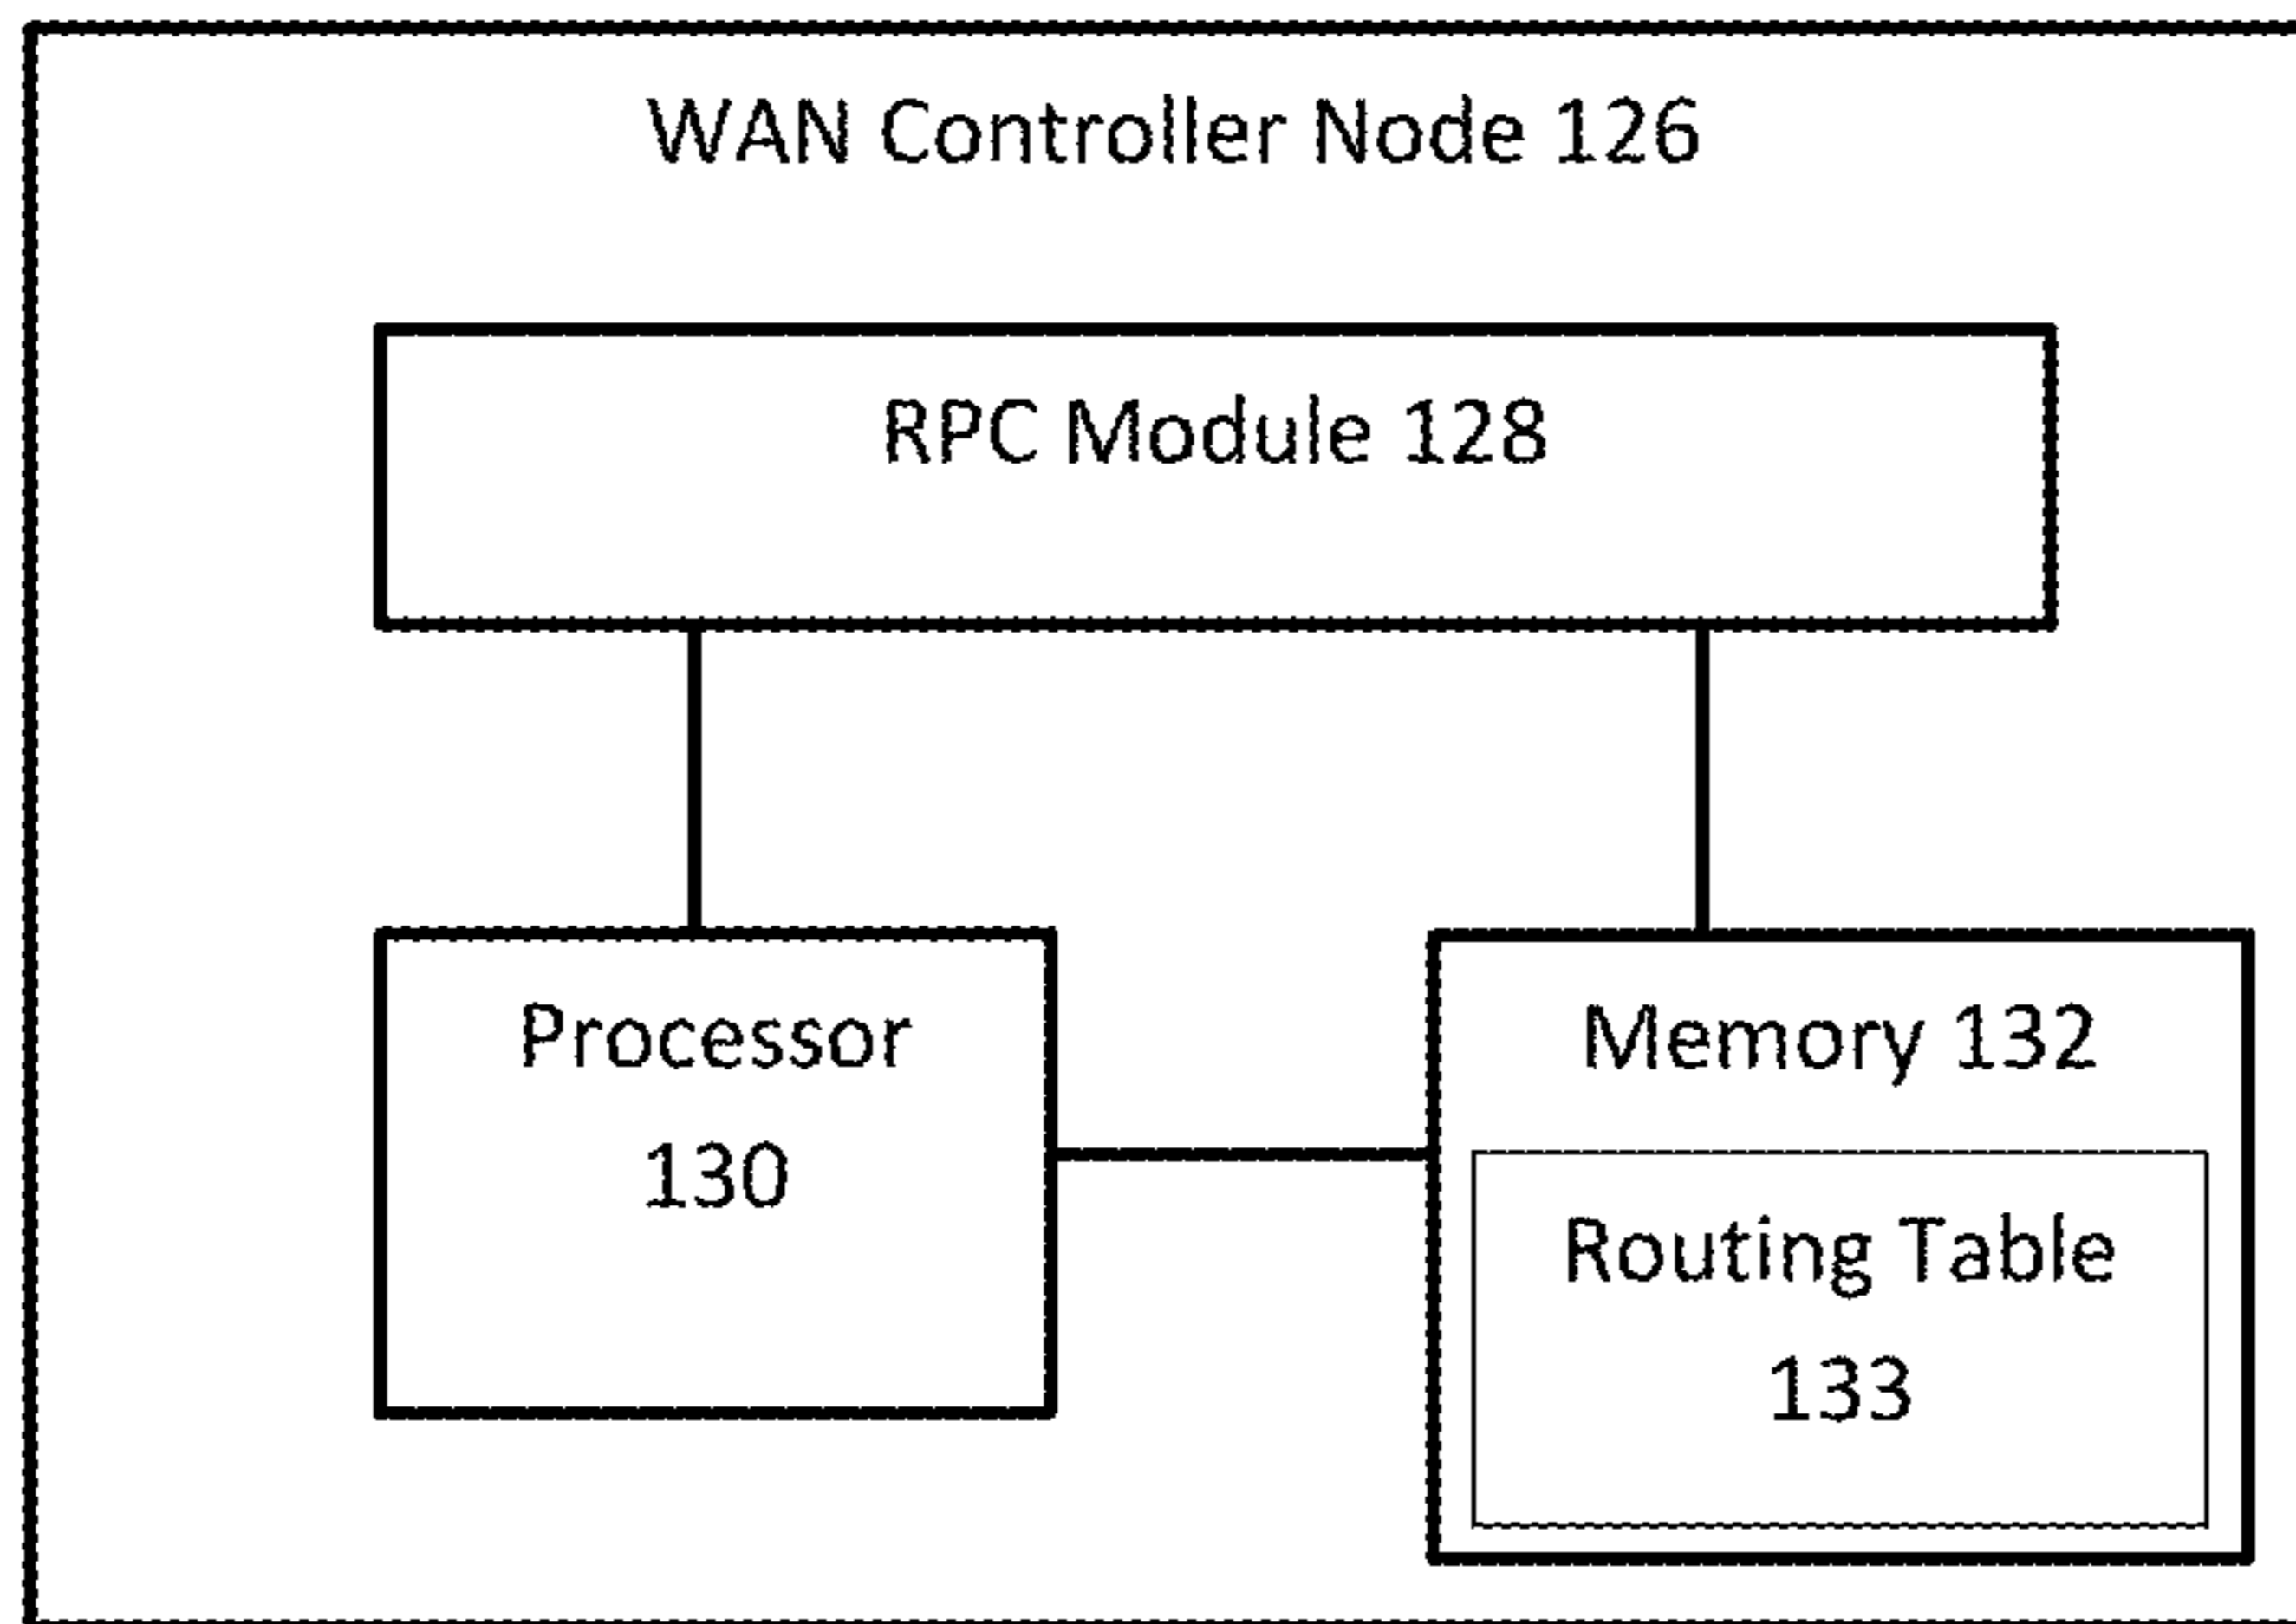 WAN Controller Node 126
RPC Module 128
Processor
130
Memory 132
Routing Table
133